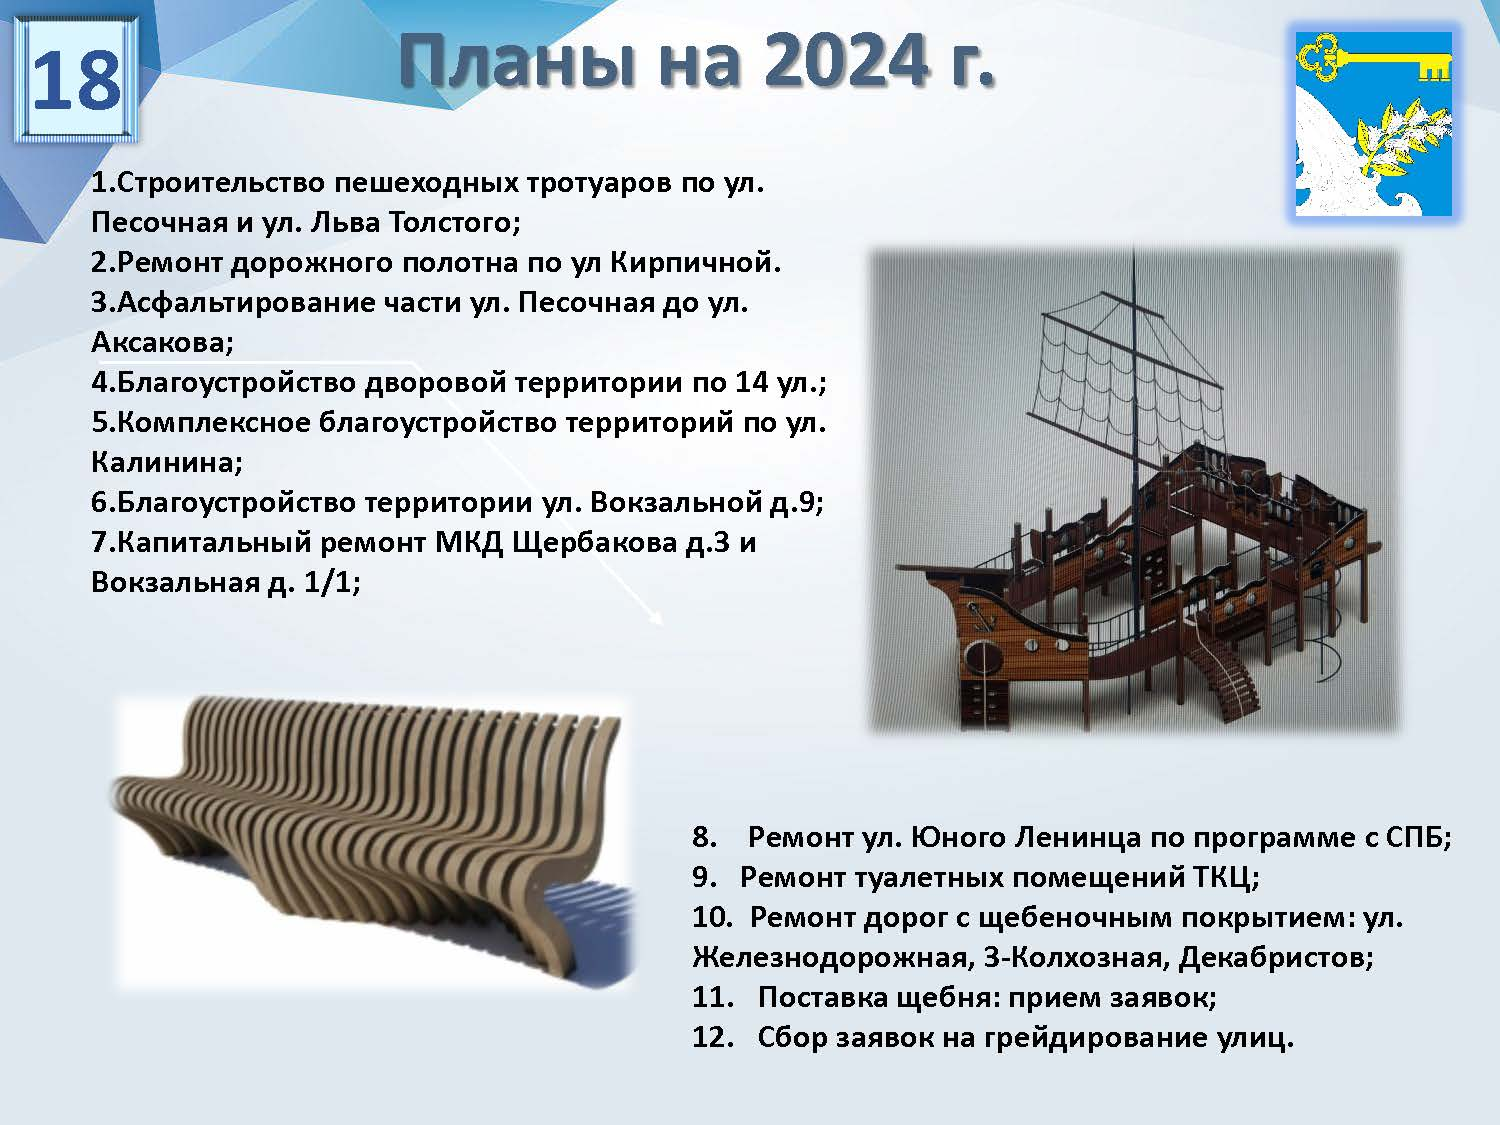 18
Планы на 2024 г.
1.Строительство пешеходных тротуаров по ул.
Песочная и ул. Льва Толстого;
2.Ремонт дорожного полотна по ул Кирпичной.
3.Асфальтирование части ул. Песочная до ул.
Аксакова;
4.Благоустройство дворовой территории по 14 ул.;
5.Комплексное благоустройство территорий по ул.
Калинина;
6.Благоустройство территории ул. Вокзальной д.9;
7.Капитальный ремонт МКД Щербакова д.3 и
Вокзальная д. 1/1;
8. Ремонт ул. Юного Ленинца по программе с СПБ;
9. Ремонт туалетных помещений ТКЦ;
10. Ремонт дорог с щебеночным покрытием: ул.
Железнодорожная, 3-Колхозная, Декабристов;
11. Поставка щебня: прием заявок;
12. Сбор заявок на грейдирование улиц.